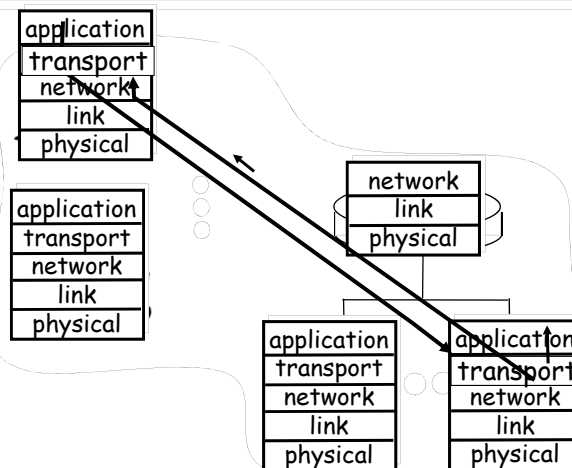 application
transport
network
link
physical
application
transport
network
link
physical
network
link
physical
application
transport
network
link
physical
application
transport
network
link
physical